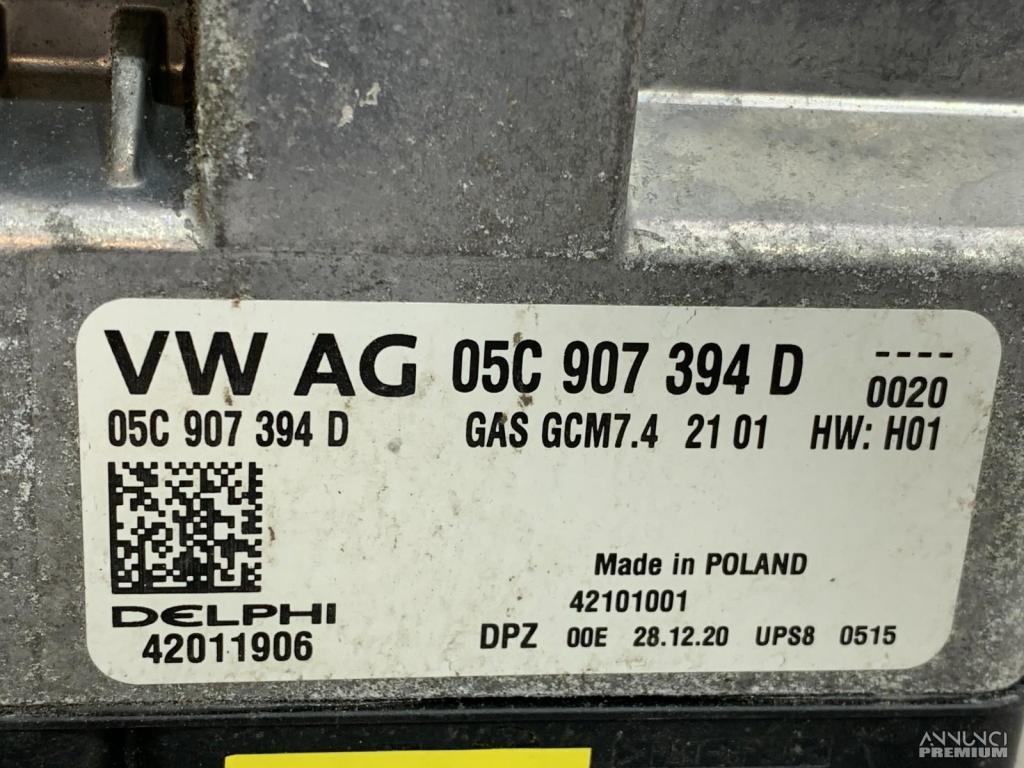 VW AG 05C 907 394 D ----
0020
05C 907 394 D GAS GCM7.4 21 01 HW: H01
Made in POLAND
42101001
DELPHI
42011906
DPZ 00E 28.12.20 UPS8 0515
ANNUNCI
PREMIUM